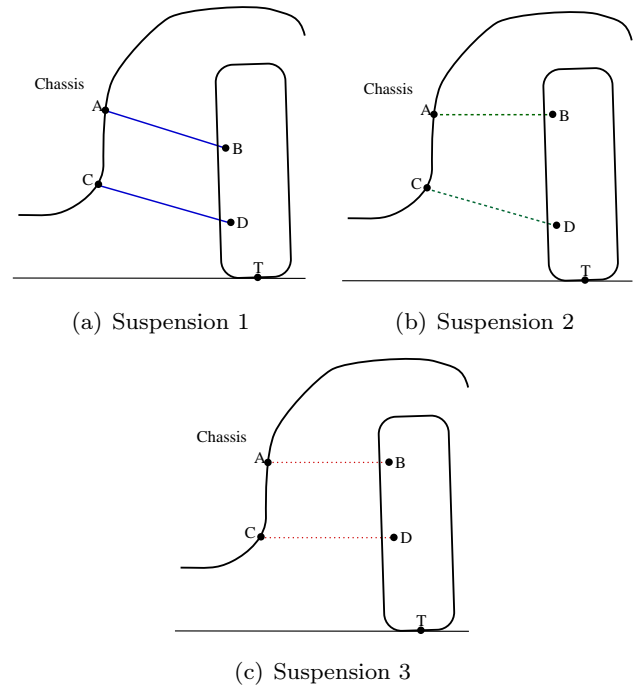 Chassis
A
B
C
D
T
(a) Suspension 1
Chassis
A
B
C
D
T
(b) Suspension 2
Chassis
A
B
C
D
T
(c) Suspension 3